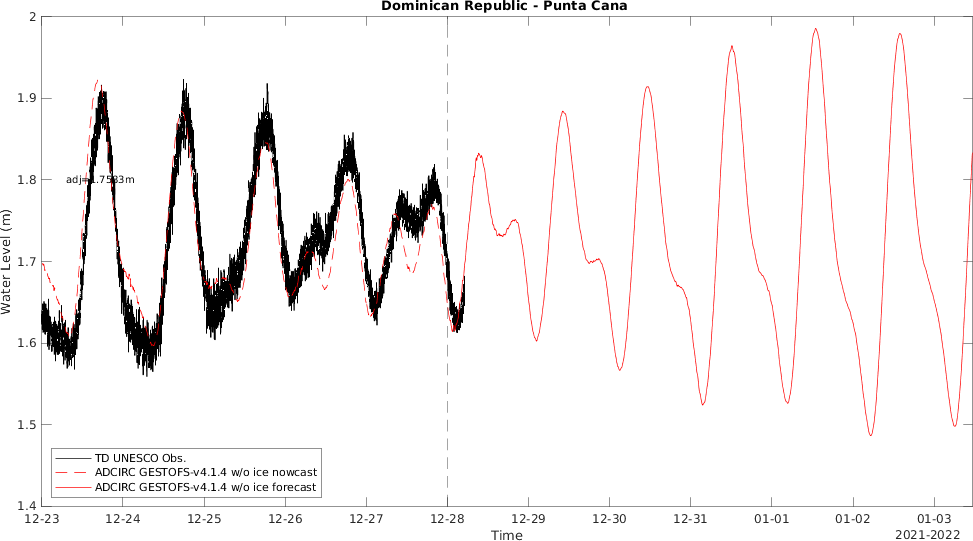 Dominican Republic - Punta Cana
2
1.9
1.8
1.7
1.6
1.5
1.4
Water Level (m)
adj=1.7583m
TD UNESCO Obs.
ADCIRC GESTOFS-v4.1.4 w/o ice nowcast
ADCIRC GESTOFS-v4.1.4 w/o ice forecast
12-23 12-24 12-25 12-26 12-27 12-28 12-29 12-30 12-31 01-01 01-02 01-03
Time
2021-2022